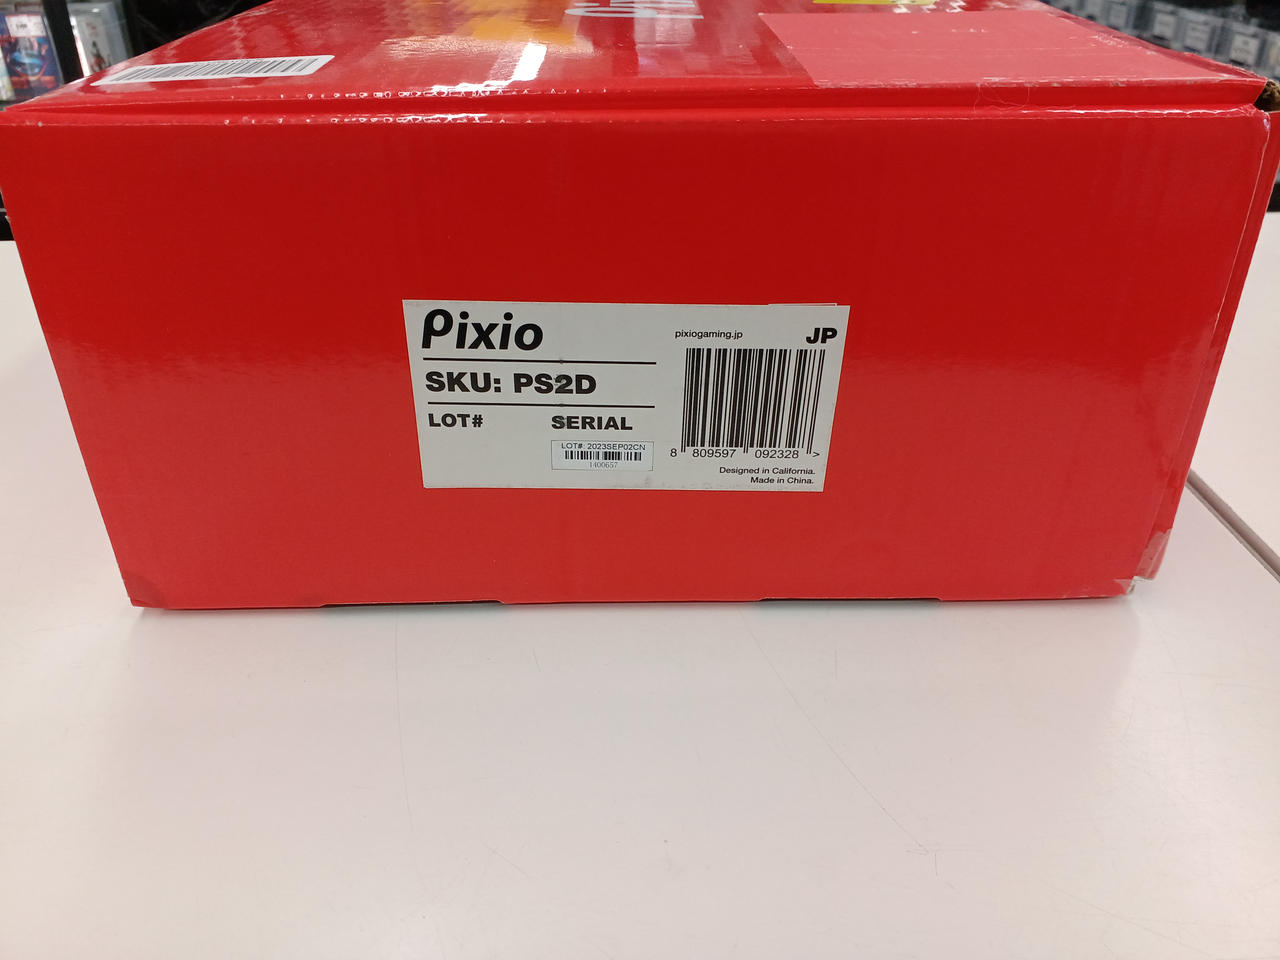 Pixio
SKU: PS2D
LOT# SERIAL
LOT#: 2023SEP02CN
1400657
pixiogaming.jp JP
8 809597 092328 >
Designed in California.
Made in China.